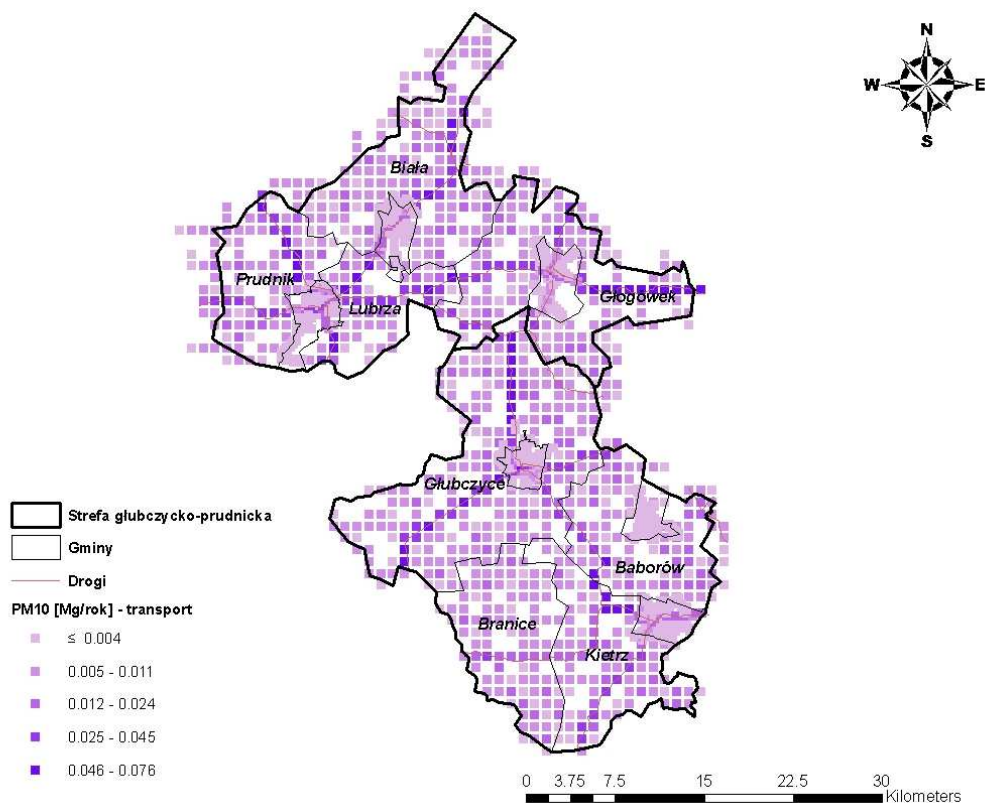 N
W E
S
Biała
Prudnik
Lubrza
Głogówek
Głubczyce
Baborów
Branice
Kietrz
Strefa głubczycko-prudnicka
Gminy
Drogi
PM10 [Mg/rok] - transport
≤ 0.004
0.005 - 0.011
0.012 - 0.024
0.025 - 0.045
0.046 - 0.076
0 3.75 7.5 15 22.5 30
Kilometers